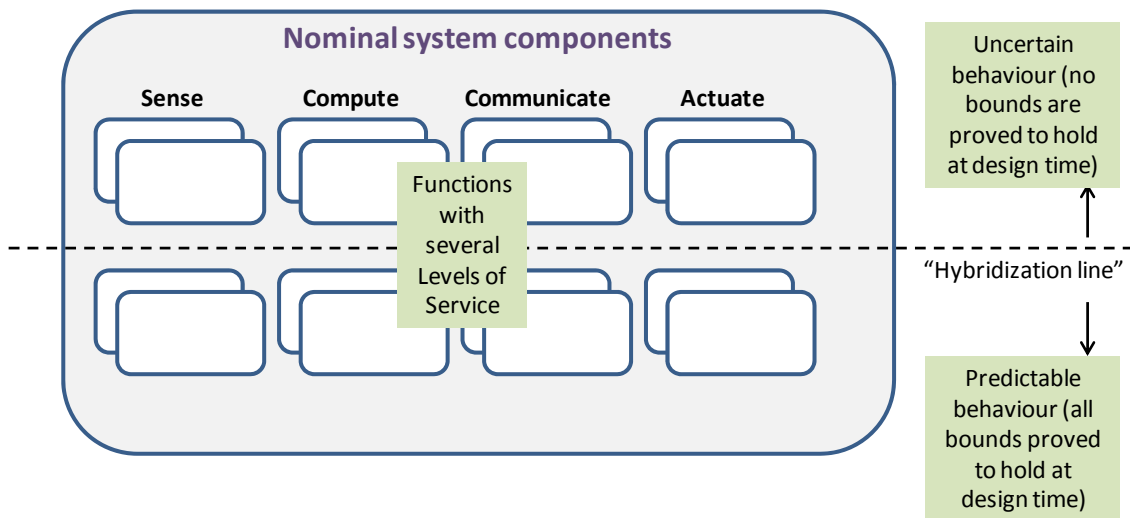 Nominal system components
Sense
Compute
Communicate
Actuate
Functions
with
several
Levels of
Service
Uncertain
behaviour (no
bounds are
proved to hold
at design time)
“Hybridization line”
Predictable
behaviour (all
bounds proved
to hold at
design time)